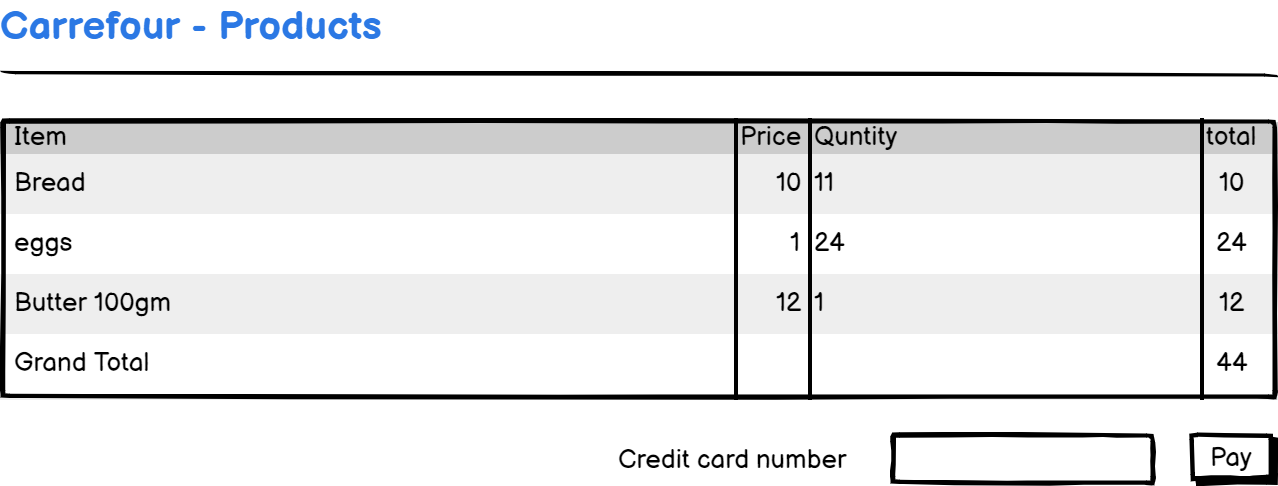 Carrefour - Products
Item Price Quntity total
Bread 10 11 10
eggs 1 24 24
Butter 100gm 12 1 12
Grand Total 44
Credit card number Pay